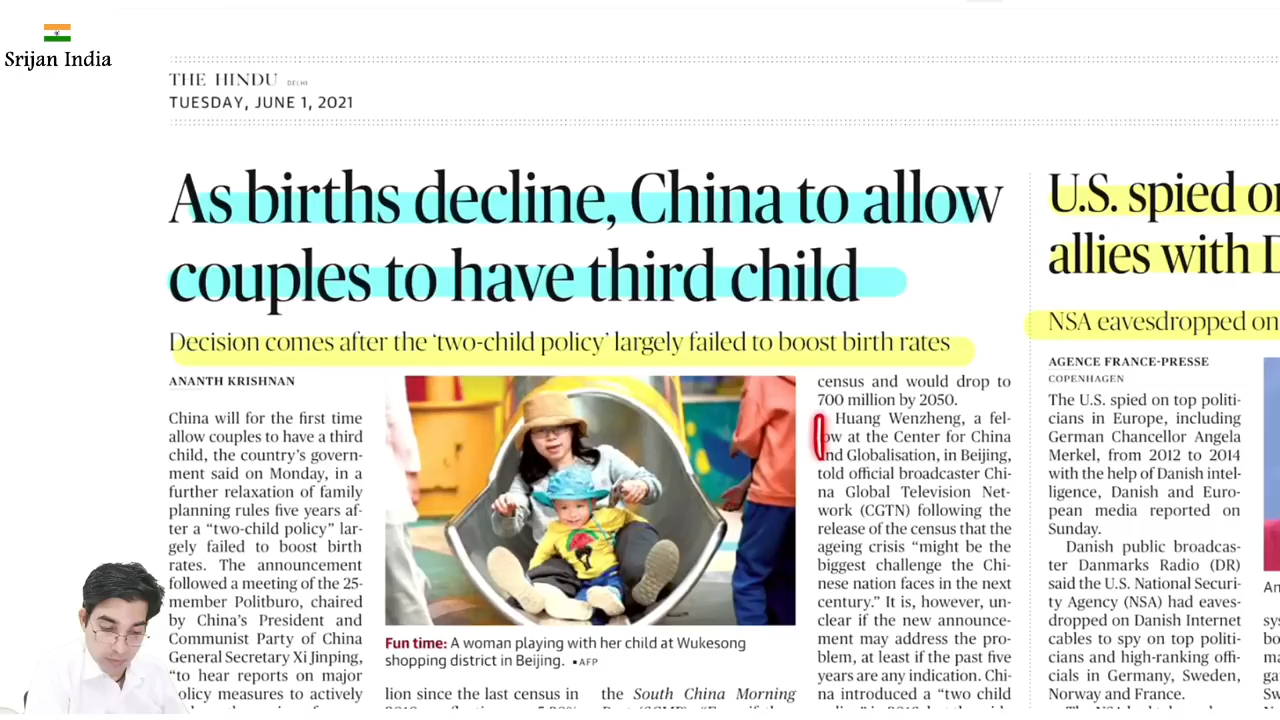 Srijan India
THE HINDU DELHI
TUESDAY, JUNE 1, 2021
As births decline, China to allow
couples to have third child
Decision comes after the ‘two-child policy’ largely failed to boost birth rates
ANANTH KRISHNAN
China will for the first time
allow couples to have a third
child, the country's govern-
ment said on Monday, in a
further relaxation of family
planning rules five years af-
ter a “two-child policy” lar-
gely failed to boost birth
rates. The announcement
followed a meeting of the 25-
member Politburo, chaired
by China's President and
Communist Party of China
General Secretary Xi Jinping,
“to hear reports on major
policy measures to actively
Fun time: A woman playing with her child at Wukesong
shopping district in Beijing. ▪AFP
lion since the last census in
the South China Morning
census and would drop to
700 million by 2050.
Huang Wenzheng, a fel-
low at the Center for China
and Globalisation, in Beijing,
told official broadcaster Chi-
na Global Television Net-
work (CGTN) following the
release of the census that the
ageing crisis “might be the
biggest challenge the Chi-
nese nation faces in the next
century.” It is, however, un-
clear if the new announce-
ment may address the pro-
blem, at least if the past five
years are any indication. Chi-
na introduced a “two child
U.S. spied on
allies with D
NSA eavesdropped on
AGENCE FRANCE-PRESSE
COPENHAGEN
The U.S. spied on top politi-
cians in Europe, including
German Chancellor Angela
Merkel, from 2012 to 2014
with the help of Danish intel-
ligence, Danish and Euro-
pean media reported on
Sunday.
Danish public broadcas-
ter Danmarks Radio (DR)
said the U.S. National Securi-
ty Agency (NSA) had eaves-
dropped on Danish Internet
cables to spy on top politi-
cians and high-ranking offi-
cials in Germany, Sweden,
Norway and France.
An